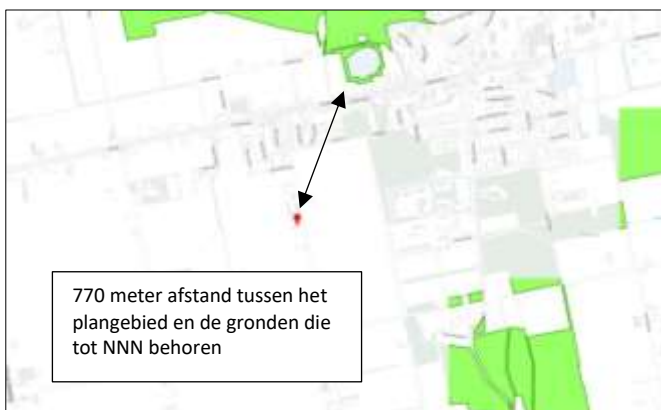 770 meter afstand tussen het
plangebied en de gronden die
tot NNN behoren